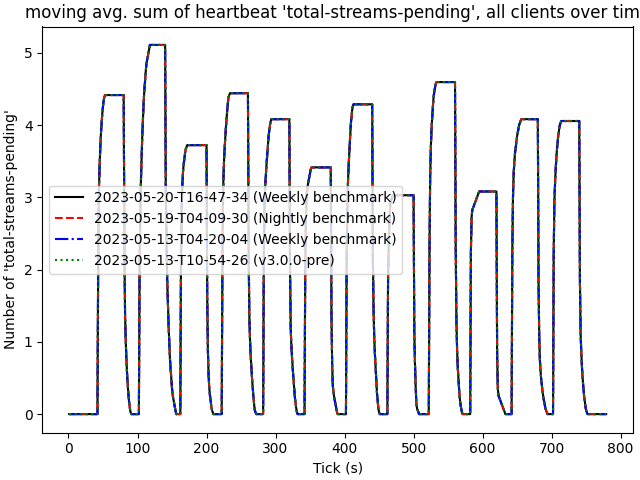 moving avg. sum of heartbeat 'total-streams-pending', all clients over tim
Number of 'total-streams-pending'
5
4
3
2
1
0
2023-05-20-T16-47-34 (Weekly benchmark)
2023-05-19-T04-09-30 (Nightly benchmark)
2023-05-13-T04-20-04 (Weekly benchmark)
2023-05-13-T10-54-26 (v3.0.0-pre)
0 100 200 300 400 500 600 700 800
Tick (s)